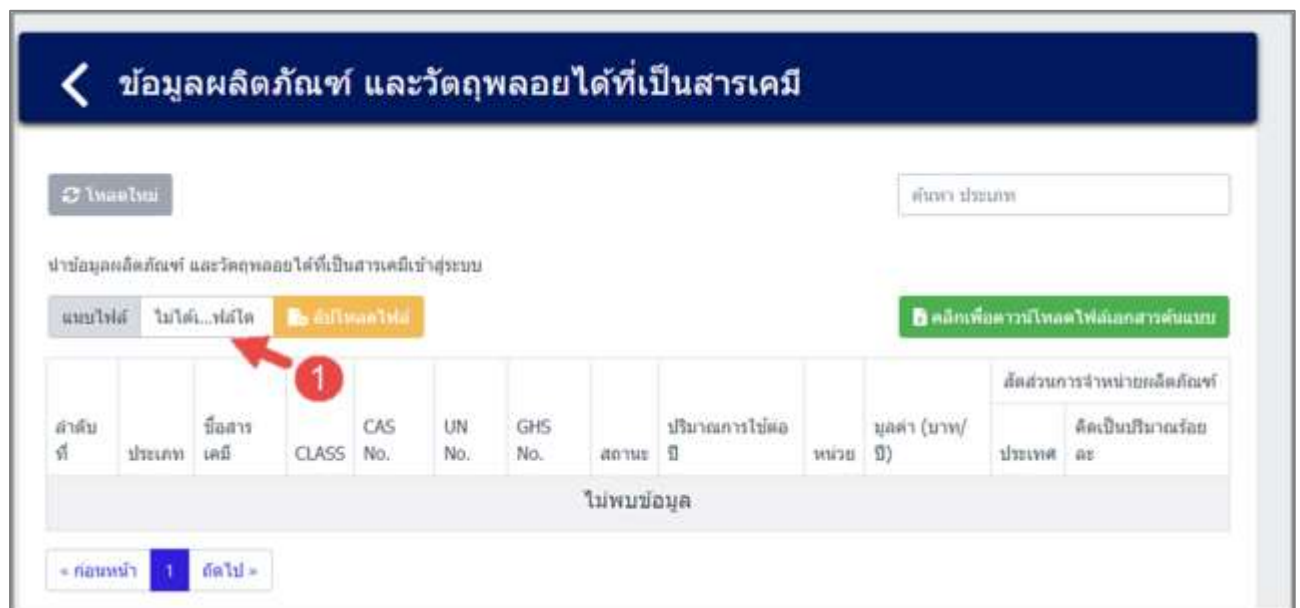 ข้อมูลผลิตภัณฑ์ และวัตถุพลอยได้ที่เป็นสารเคมี
โหลดใหม่
ค้นหา ประเภท
นำข้อมูลผลิตภัณฑ์ และวัตถุพลอยได้ที่เป็นสารเคมีเข้าสู่ระบบ
แนบไฟล์ ไม่ได้เ...ฟล์ใด อัปโหลดไฟล์ คลิกเพื่อดาวน์โหลดไฟล์เอกสารต้นแบบ
1
สัดส่วนการจำหน่ายผลิตภัณฑ์
ลำดับ ชื่อสาร CAS UN GHS ปริมาณการใช้ต่อ มูลค่า (บาท/ คิดเป็นปริมาณร้อย
ที่ ประเภท เคมี CLASS No. No. No. สถานะ ปี หน่วย ปี) ประเทศ ละ
ไม่พบข้อมูล
« ก่อนหน้า 1 ถัดไป »